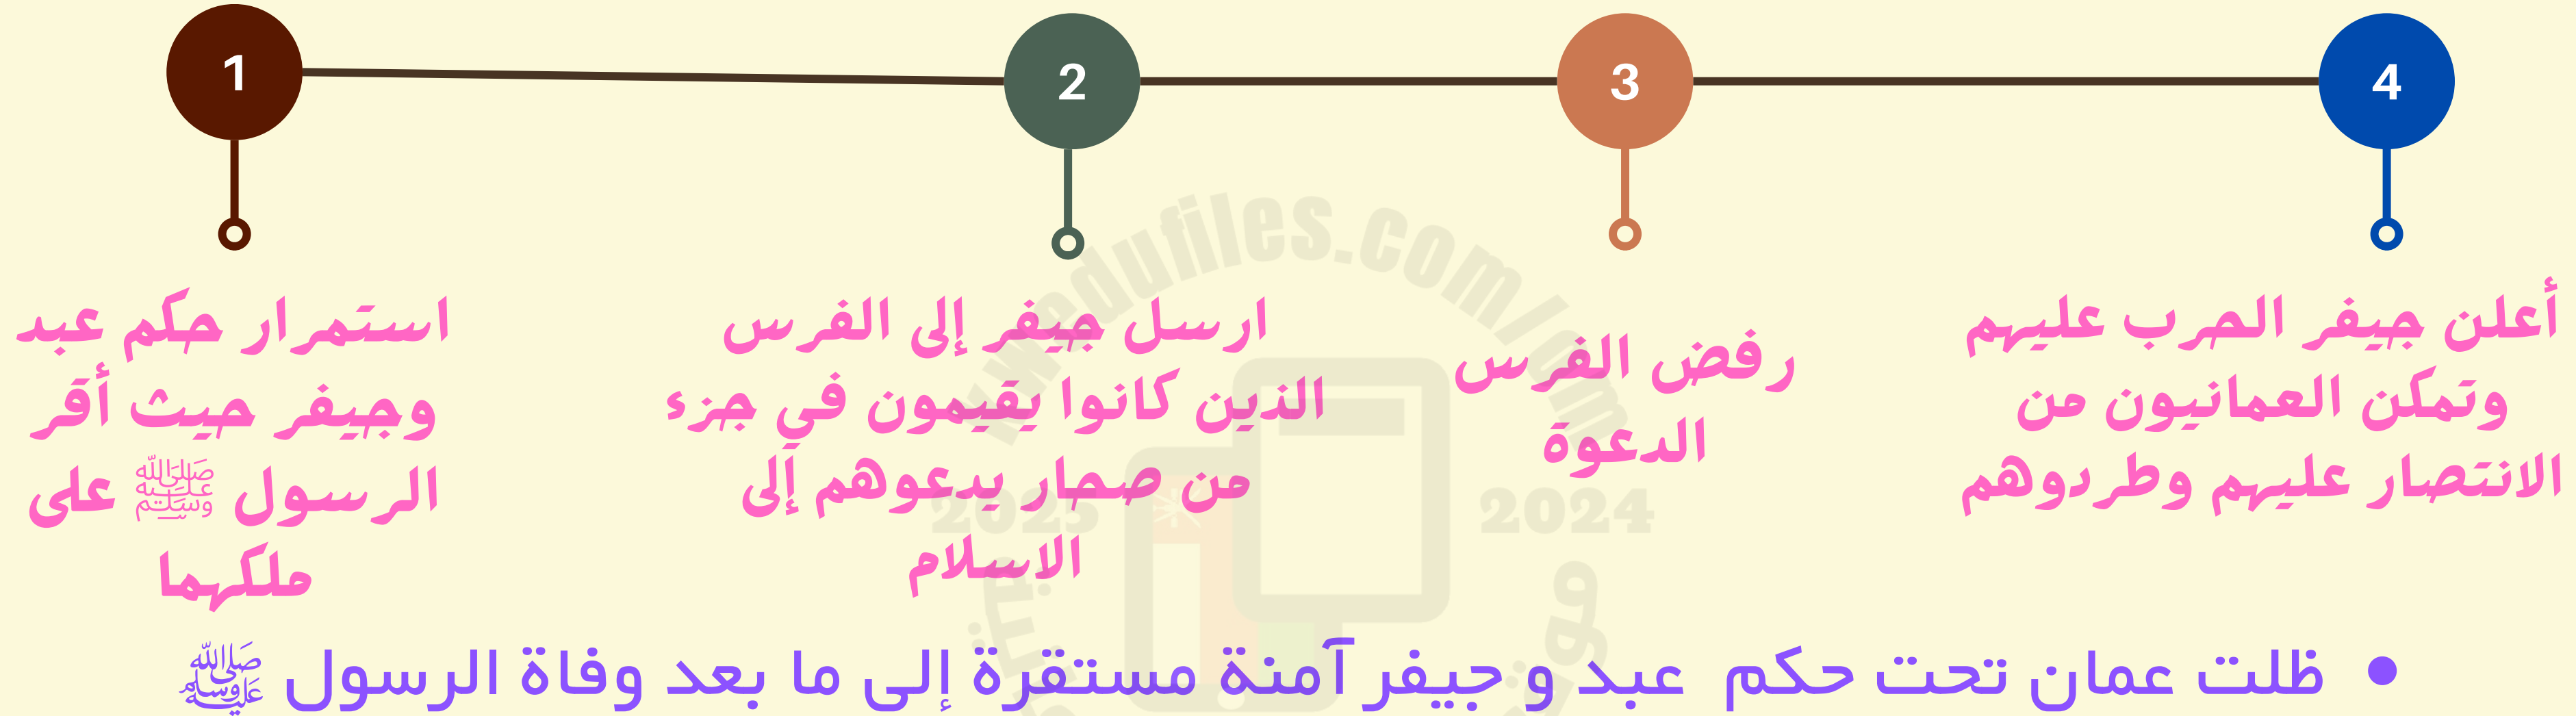 1
استمرار حكم عبد
وجيفر حيث أقر
الرسول ﷺ على
ملكهما
2
ارسل جيفر إلى الفرس
الذين كانوا يقيمون في جزء
من صحار يدعوهم إلى
الاسلام
3
رفض الفرس
الدعوة
4
أعلن جيفر الحرب عليهم
وتمكن العمانيون من
الانتصار عليهم وطردوهم
• ظلت عمان تحت حكم عبد و جيفر آمنة مستقرة إلى ما بعد وفاة الرسول ﷺ
2025
2024